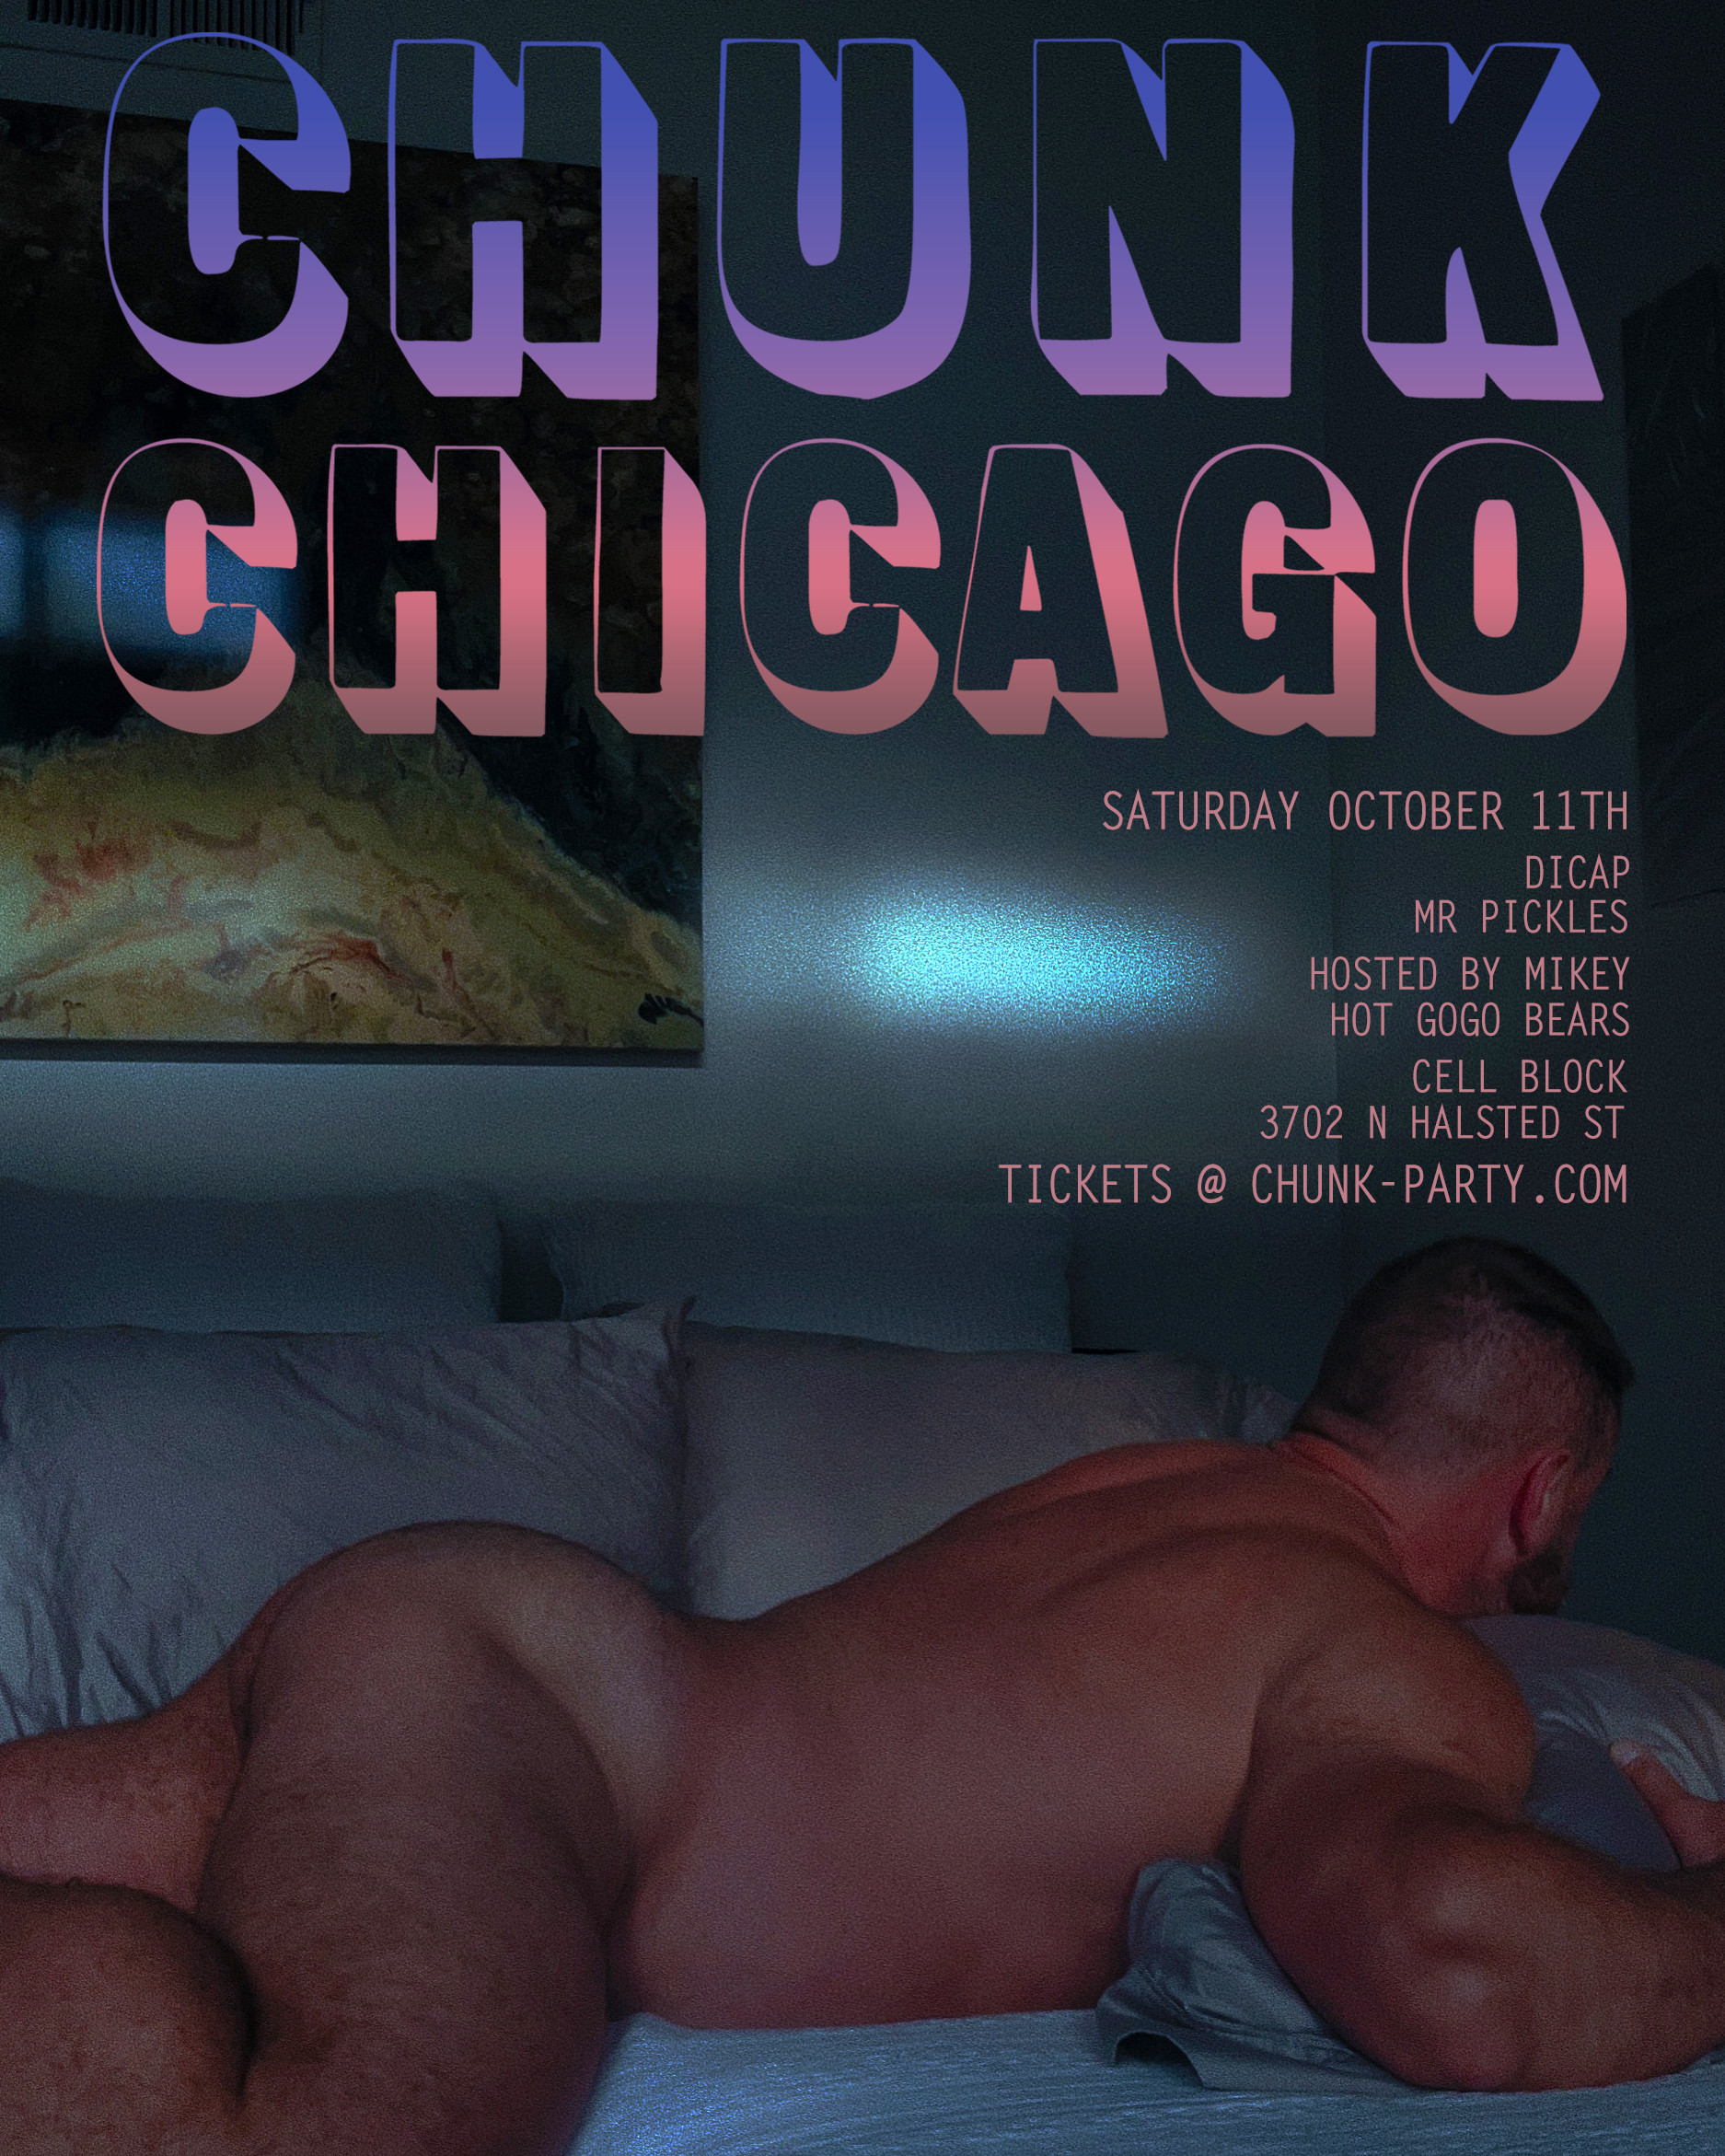 CHUNK
CHICAGO
SATURDAY OCTOBER 11TH
DICAP
MR PICKLES
HOSTED BY MIKEY
HOT GOGO BEARS
CELL BLOCK
3702 N HALSTED ST
TICKETS @ CHUNK-PARTY.COM